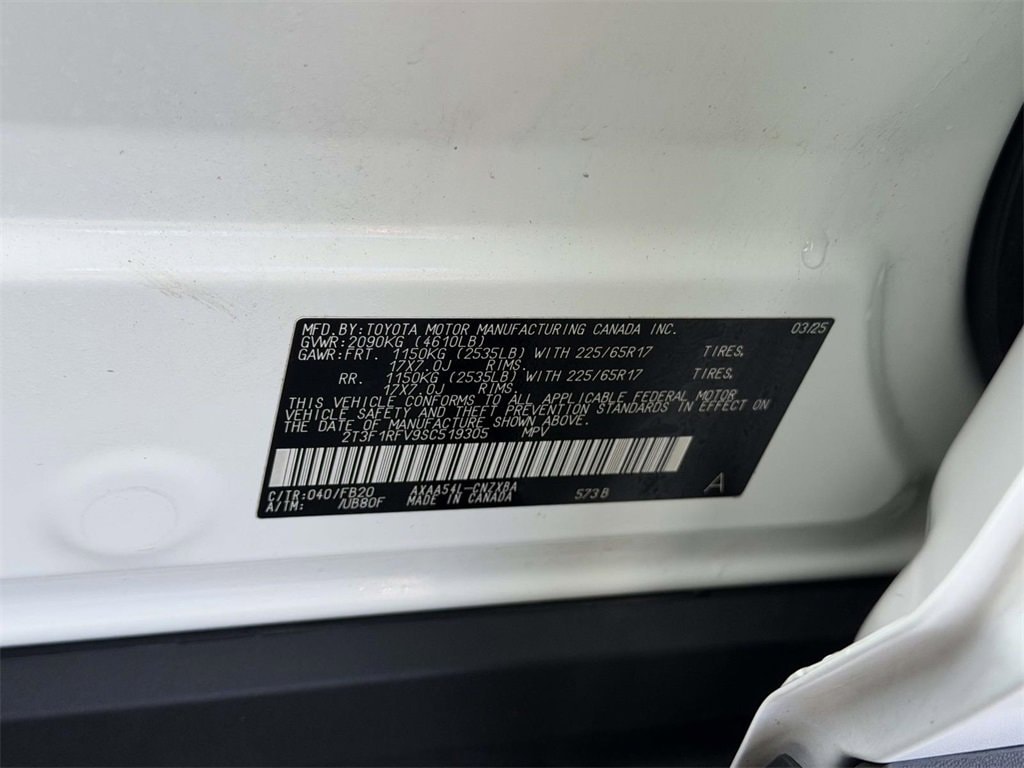 MFD. BY: TOYOTA MOTOR MANUFACTURING CANADA INC. 03/25
GVWR: 2090KG (4610LB)
GAWR: FRT. 1150KG (2535LB) WITH 225/65R17 TIRES,
17X7.0J RIMS.
RR. 1150KG (2535LB) WITH 225/65R17 TIRES,
17X7.0J RIMS.
THIS VEHICLE CONFORMS TO ALL APPLICABLE FEDERAL MOTOR
VEHICLE SAFETY AND THEFT PREVENTION STANDARDS IN EFFECT ON
THE DATE OF MANUFACTURE SHOWN ABOVE.
2T3F1RFV9SC519305 MPV
C/TR: 040/FB20 AXAA54L-CNZXBA 573B A
A/TM: /UB80F MADE IN CANADA